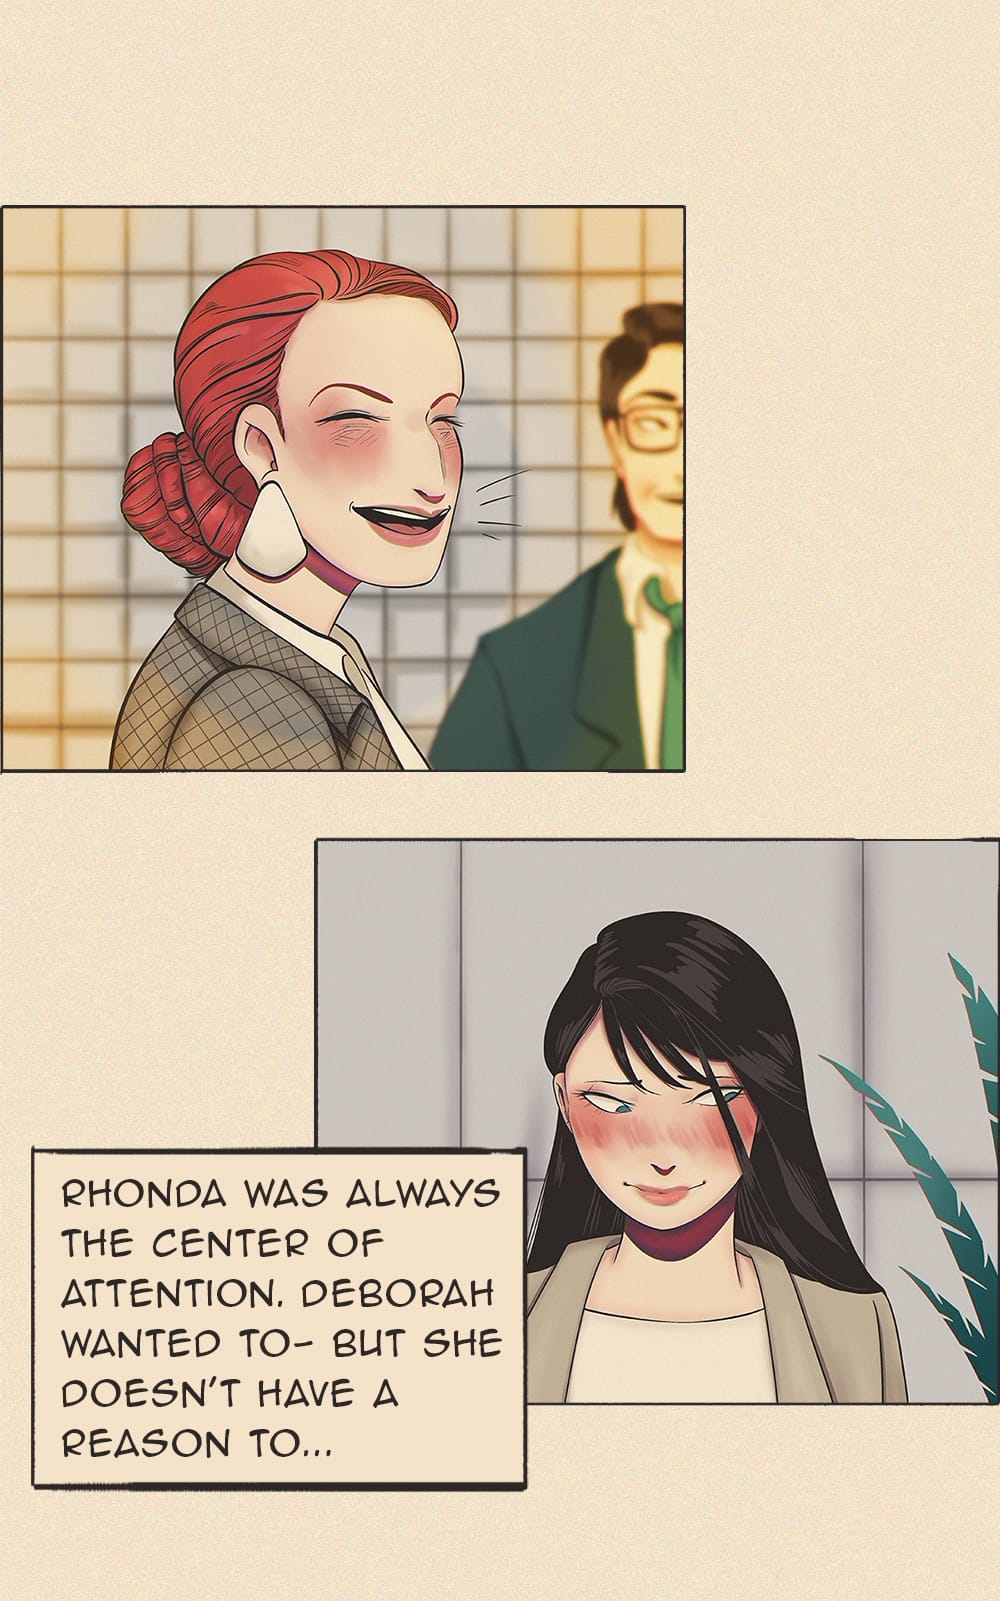 RHONDA WAS ALWAYS
THE CENTER OF
ATTENTION. DEBORAH
WANTED TO- BUT SHE
DOESN'T HAVE A
REASON TO...